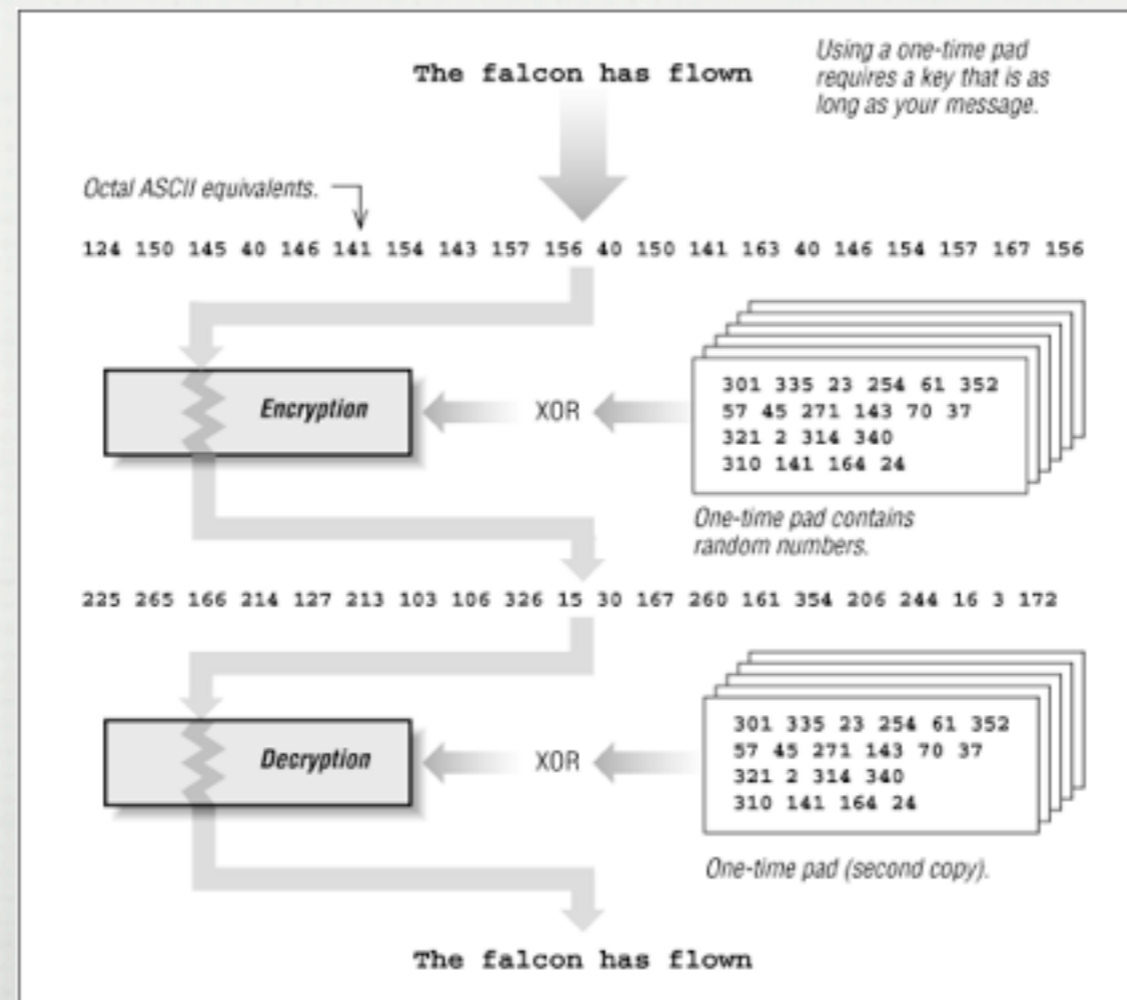 The falcon has flown
Using a one-time pad
requires a key that is as
long as your message.
Octal ASCII equivalents.
124 150 145 40 146 141 154 143 157 156 40 150 141 163 40 146 154 157 167 156
Encryption
XOR
301 335 23 254 61 352
57 45 271 143 70 37
321 2 314 340
310 141 164 24
One-time pad contains
random numbers.
225 265 166 214 127 213 103 106 326 15 30 167 260 161 354 206 244 16 3 172
Decryption
XOR
301 335 23 254 61 352
57 45 271 143 70 37
321 2 314 340
310 141 164 24
One-time pad (second copy).
The falcon has flown